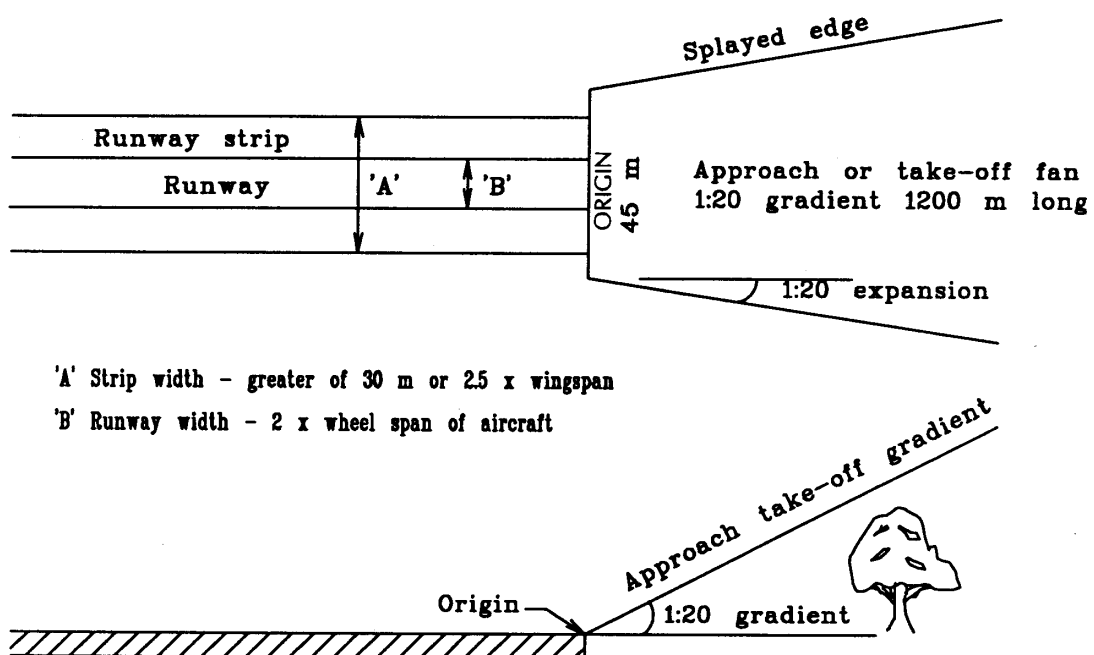 Splayed edge
Runway strip
Runway
'A'
'B'
ORIGIN
45 m
Approach or take-off fan
1:20 gradient 1200 m long
1:20 expansion
'A' Strip width - greater of 30 m or 2.5 x wingspan
'B' Runway width - 2 x wheel span of aircraft
Approach take-off gradient
Origin
1:20 gradient